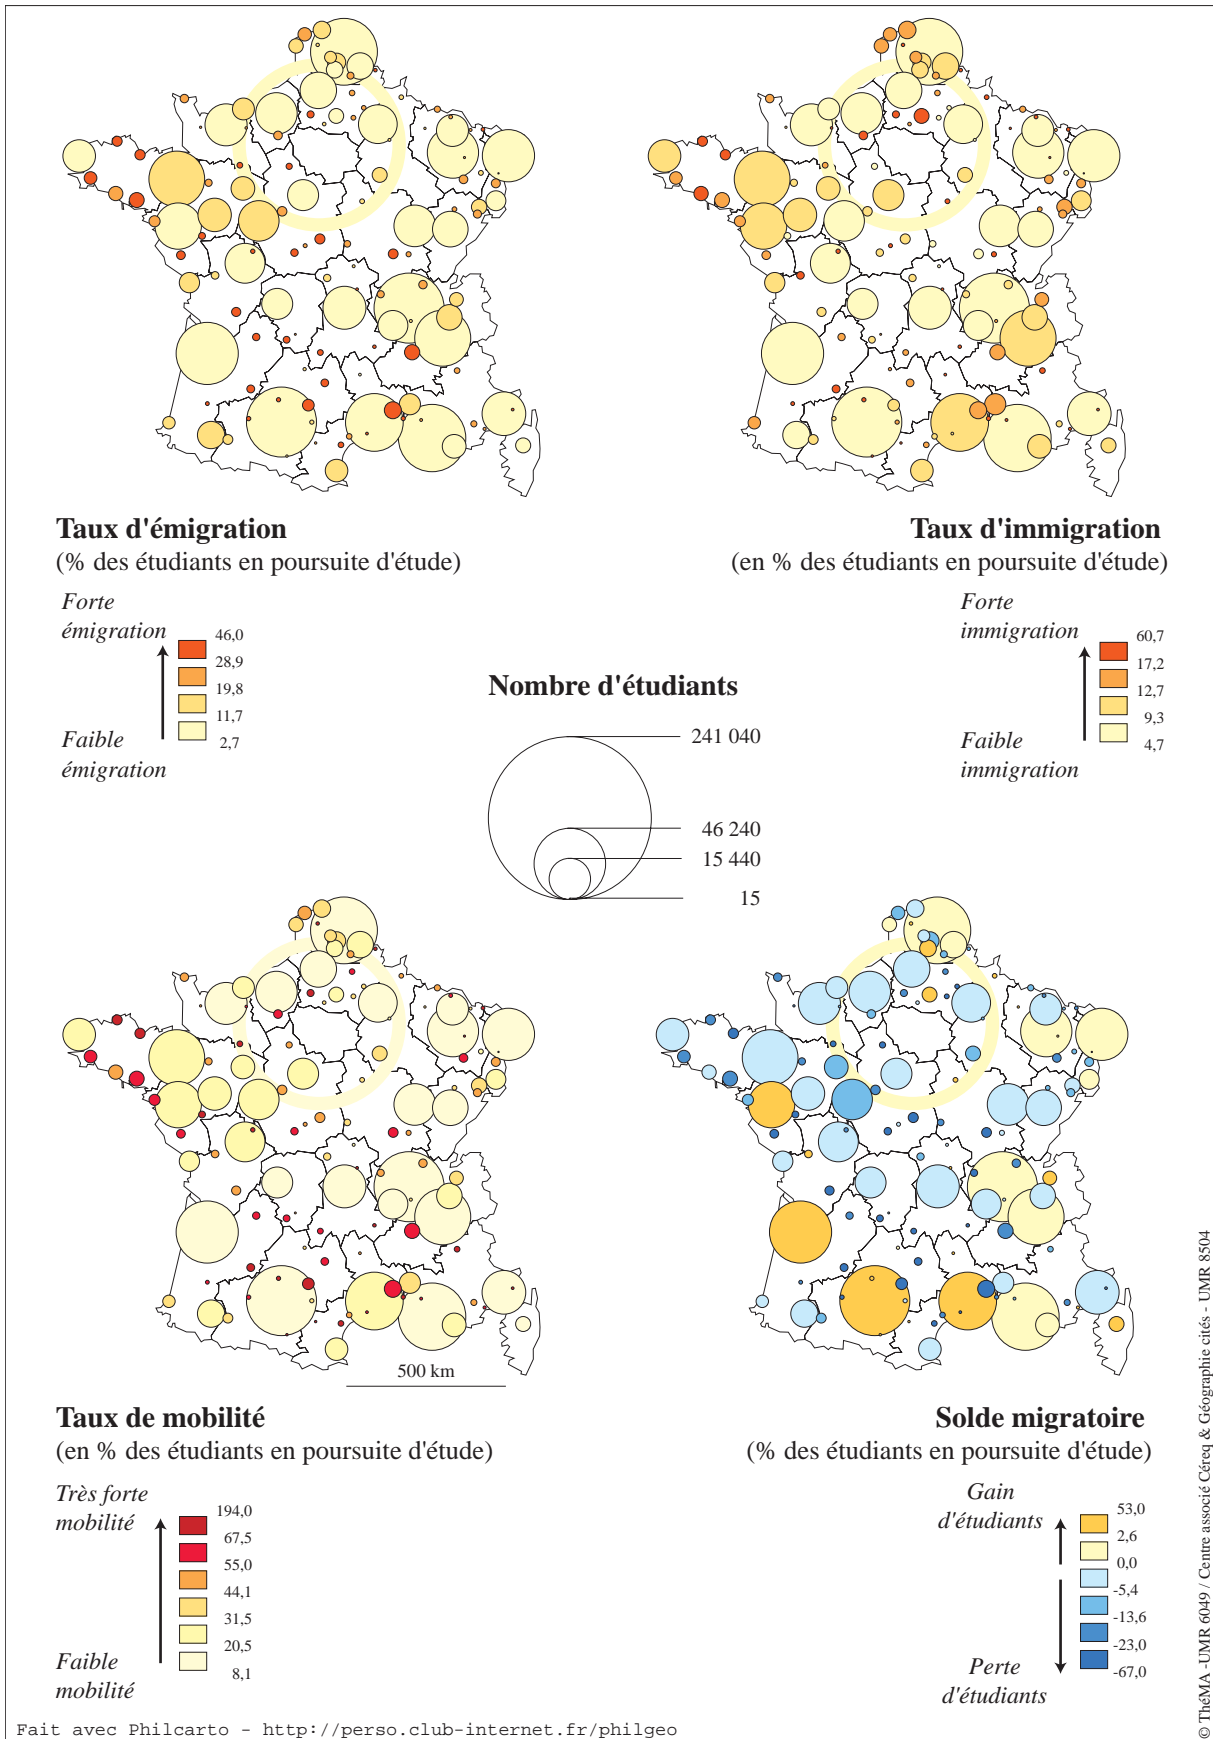 Taux d'émigration
(% des étudiants en poursuite d'étude)
Forte
émigration
46,0
28,9
19,8
11,7
2,7
Faible
émigration
Taux d'immigration
(en % des étudiants en poursuite d'étude)
Forte
immigration
60,7
17,2
12,7
9,3
4,7
Faible
immigration
Nombre d'étudiants
241 040
46 240
15 440
15
500 km
Taux de mobilité
(en % des étudiants en poursuite d'étude)
Très forte
mobilité
194,0
67,5
55,0
44,1
31,5
20,5
8,1
Faible
mobilité
Solde migratoire
(% des étudiants en poursuite d'étude)
Gain
d'étudiants
53,0
2,6
0,0
-5,4
-13,6
-23,0
-67,0
Perte
d'étudiants
© ThéMA -UMR 6049 / Centre associé Céreq & Géographie cités - UMR 8504
Fait avec Philcarto - http://perso.club-internet.fr/philgeo